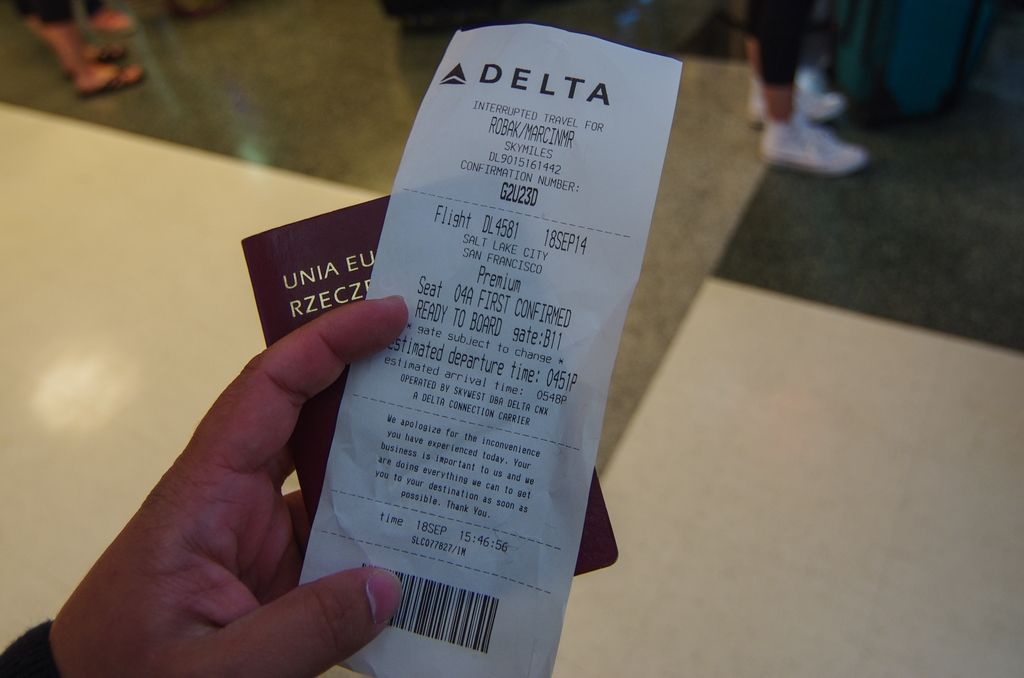 DELTA
INTERRUPTED TRAVEL FOR
ROBAK/MARCINMR
SKYMILES
DL9015161442
CONFIRMATION NUMBER:
G2U23D
Flight DL4581 18SEP14
SALT LAKE CITY
SAN FRANCISCO
Premium
Seat 04A FIRST CONFIRMED
READY TO BOARD gate:B11
* gate subject to change *
estimated departure time: 0451P
estimated arrival time: 0548P
OPERATED BY SKYWEST DBA DELTA CNX
A DELTA CONNECTION CARRIER
We apologize for the inconvenience
you have experienced today. Your
business is important to us and we
are doing everything we can to get
you to your destination as soon as
possible. Thank You.
time 18SEP 15:46:56
SLC077827/IM
UNIA EU
RZECZP